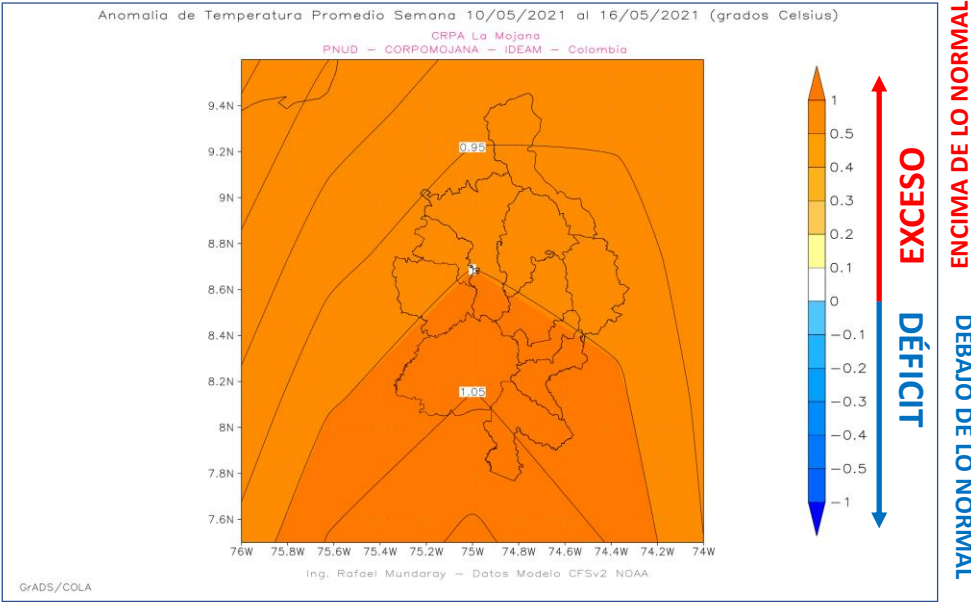 Anomalia de Temperatura Promedio Semana 10/05/2021 al 16/05/2021 (grados Celsius)
CRPA La Mojana
PNUD – CORPOMOJANA – IDEAM – Colombia
9.4N
9.2N
9N
8.8N
8.6N
8.4N
8.2N
8N
7.8N
7.6N
76W
75.8W
75.6W
75.4W
75.2W
75W
74.8W
74.6W
74.4W
74.2W
74W
0.95
1.05
1
0.5
0.4
0.3
0.2
0.1
0
−0.1
−0.2
−0.3
−0.4
−0.5
−1
EXCESO
DÉFICIT
ENCIMA DE LO NORMAL
DEBAJO DE LO NORMAL
Ing. Rafael Mundaray – Datos Modelo CFSv2 NOAA
GrADS/COLA